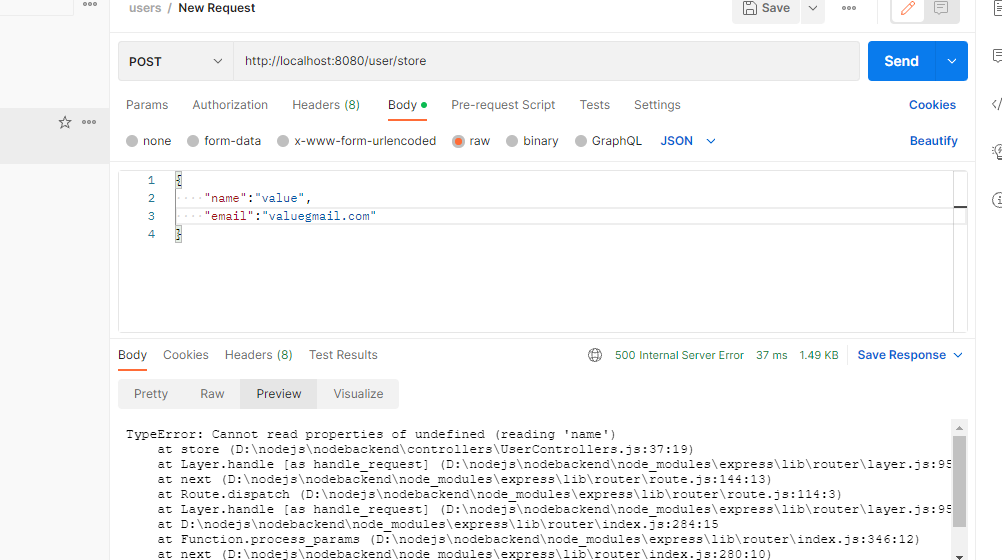 users / New Request
Save
POST
http://localhost:8080/user/store
Send
Params Authorization Headers (8) Body Pre-request Script Tests Settings Cookies
none form-data x-www-form-urlencoded raw binary GraphQL JSON Beautify
1 {
2 "name":"value",
3 "email":"valuegmail.com"
4 }
Body Cookies Headers (8) Test Results 500 Internal Server Error 37 ms 1.49 KB Save Response
Pretty Raw Preview Visualize
TypeError: Cannot read properties of undefined (reading 'name')
at store (D:\nodejs\nodebackend\controllers\UserControllers.js:37:19)
at Layer.handle [as handle_request] (D:\nodejs\nodebackend\node_modules\express\lib\router\layer.js:95
at next (D:\nodejs\nodebackend\node_modules\express\lib\router\route.js:144:13)
at Route.dispatch (D:\nodejs\nodebackend\node_modules\express\lib\router\route.js:114:3)
at Layer.handle [as handle_request] (D:\nodejs\nodebackend\node_modules\express\lib\router\layer.js:95
at D:\nodejs\nodebackend\node_modules\express\lib\router\index.js:284:15
at Function.process_params (D:\nodejs\nodebackend\node_modules\express\lib\router\index.js:346:12)
at next (D:\nodejs\nodebackend\node_modules\express\lib\router\index.js:280:10)